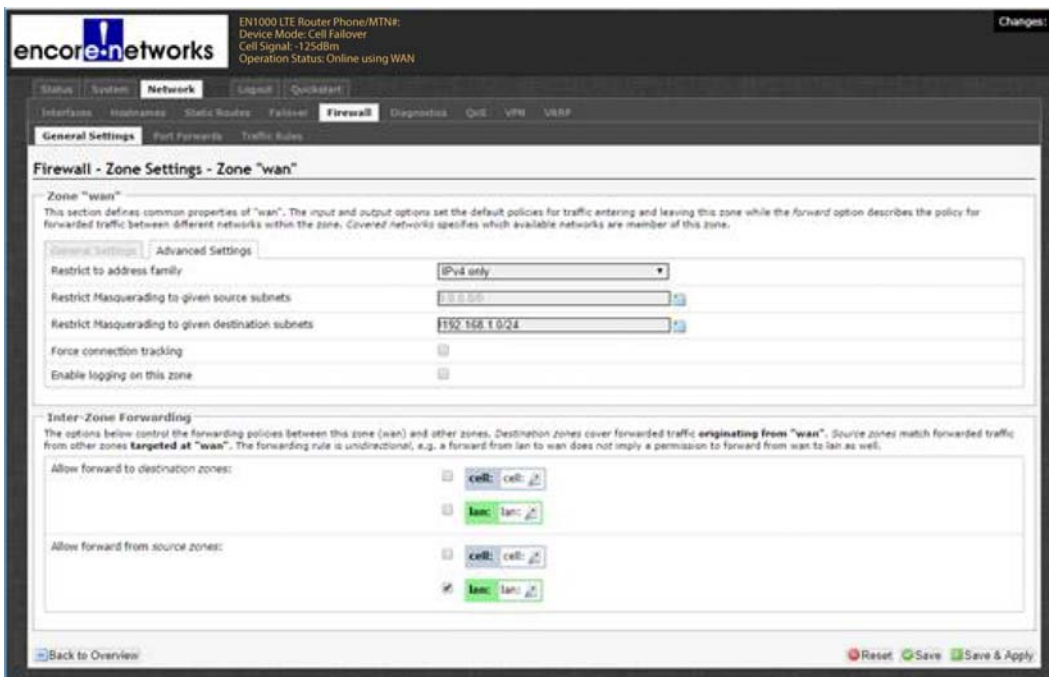 encore!networks
EN1000 LTE Router Phone/MTN#:
Device Mode: Cell Failover
Cell Signal: -125dBm
Operation Status: Online using WAN
Changes:
Status System Network Logout Quickstart
Interfaces Hostnames Static Routes Failover Firewall Diagnostics QoS VPN VRRP
General Settings Port Forwards Traffic Rules
Firewall - Zone Settings - Zone "wan"
Zone "wan"
This section defines common properties of "wan". The input and output options set the default policies for traffic entering and leaving this zone while the forward option describes the policy for
forwarded traffic between different networks within the zone. Covered networks specifies which available networks are member of this zone.
General Settings Advanced Settings
Restrict to address family IPv4 only
Restrict Masquerading to given source subnets 0.0.0.0/0
Restrict Masquerading to given destination subnets !192.168.1.0/24
Force connection tracking
Enable logging on this zone
Inter-Zone Forwarding
The options below control the forwarding policies between this zone (wan) and other zones. Destination zones cover forwarded traffic originating from "wan". Source zones match forwarded traffic
from other zones targeted at "wan". The forwarding rule is unidirectional, e.g. a forward from lan to wan does not imply a permission to forward from wan to lan as well.
Allow forward to destination zones: cell: cell:
lan: lan:
Allow forward from source zones: cell: cell:
lan: lan:
Back to Overview Reset Save Save & Apply